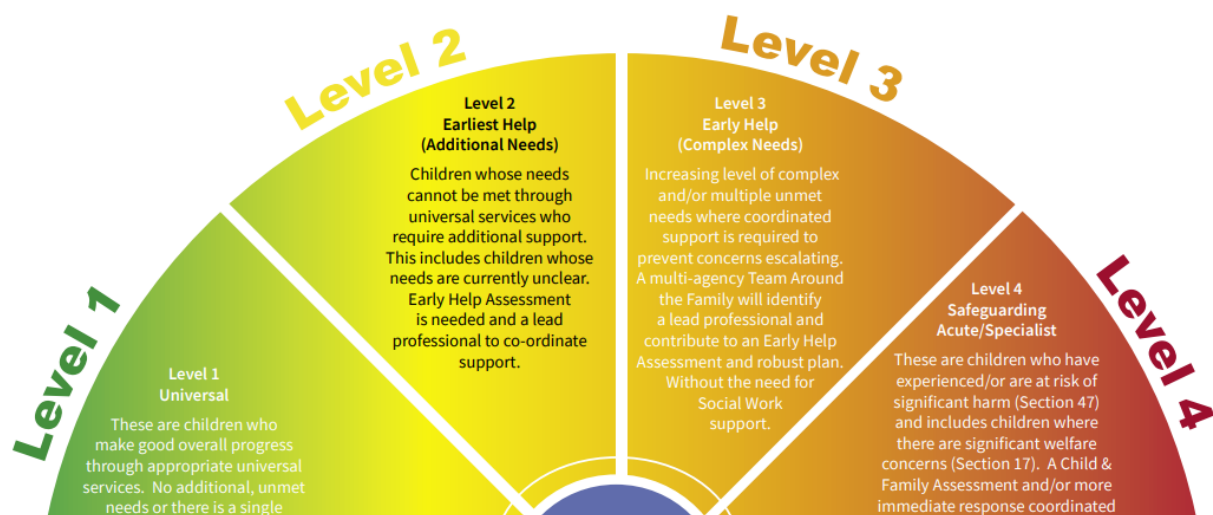 Level 1
Level 2
Level 3
Level 4
Level 1
Universal
These are children who
make good overall progress
through appropriate universal
services. No additional, unmet
needs or there is a single
Level 2
Earliest Help
(Additional Needs)
Children whose needs
cannot be met through
universal services who
require additional support.
This includes children whose
needs are currently unclear.
Early Help Assessment
is needed and a lead
professional to co-ordinate
support.
Level 3
Early Help
(Complex Needs)
Increasing level of complex
and/or multiple unmet
needs where coordinated
support is required to
prevent concerns escalating.
A multi-agency Team Around
the Family will identify
a lead professional and
contribute to an Early Help
Assessment and robust plan.
Without the need for
Social Work
support.
Level 4
Safeguarding
Acute/Specialist
These are children who have
experienced/or are at risk of
significant harm (Section 47)
and includes children where
there are significant welfare
concerns (Section 17). A Child &
Family Assessment and/or more
immediate response coordinated